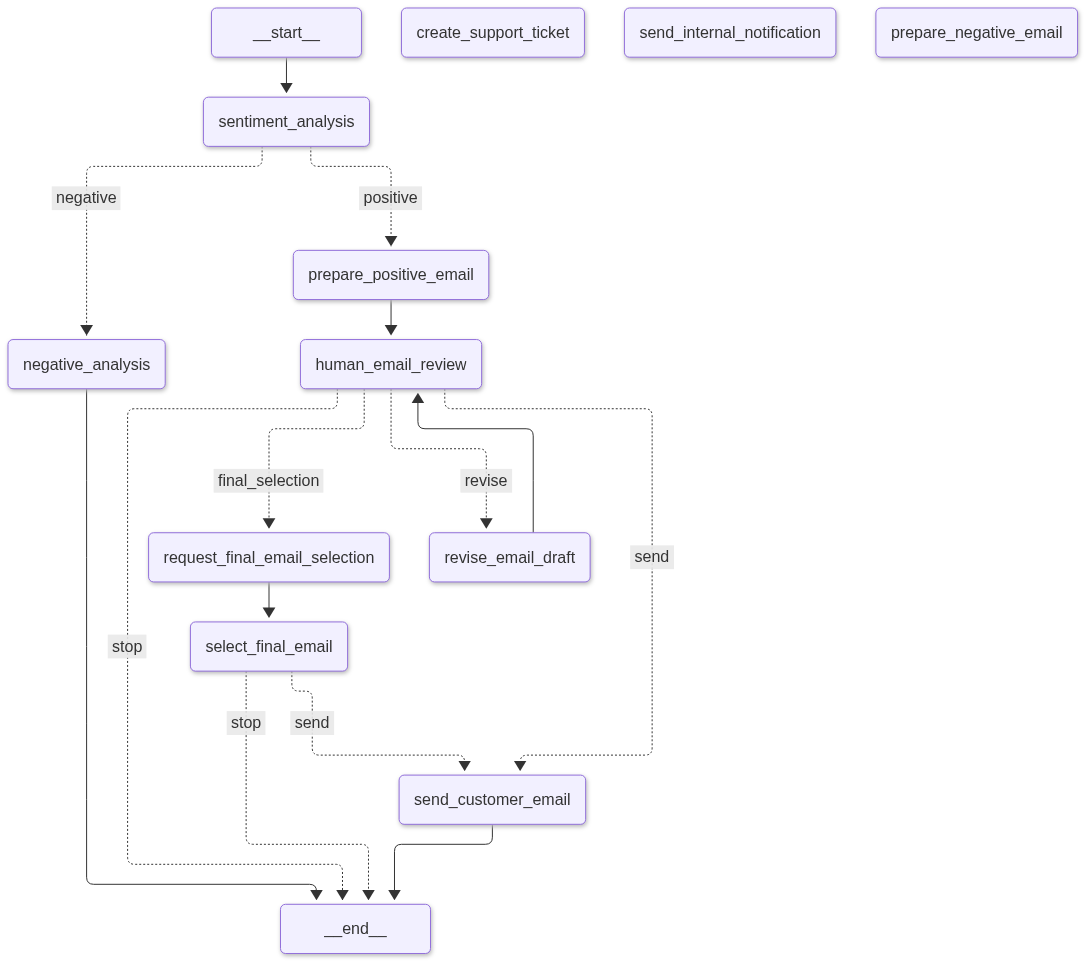 __start__
create_support_ticket
send_internal_notification
prepare_negative_email
sentiment_analysis
negative
positive
prepare_positive_email
negative_analysis
human_email_review
final_selection
revise
request_final_email_selection
revise_email_draft
send
stop
select_final_email
stop
send
send_customer_email
__end__